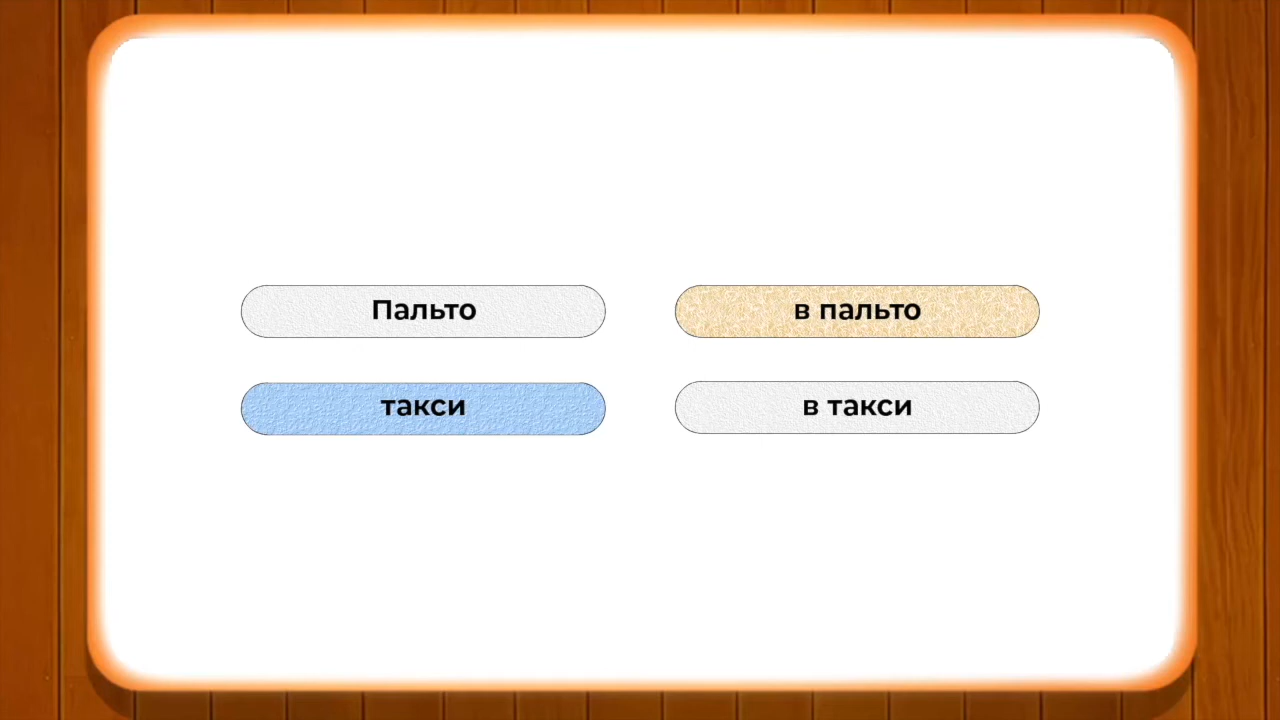 Пальто
в пальто
такси
в такси